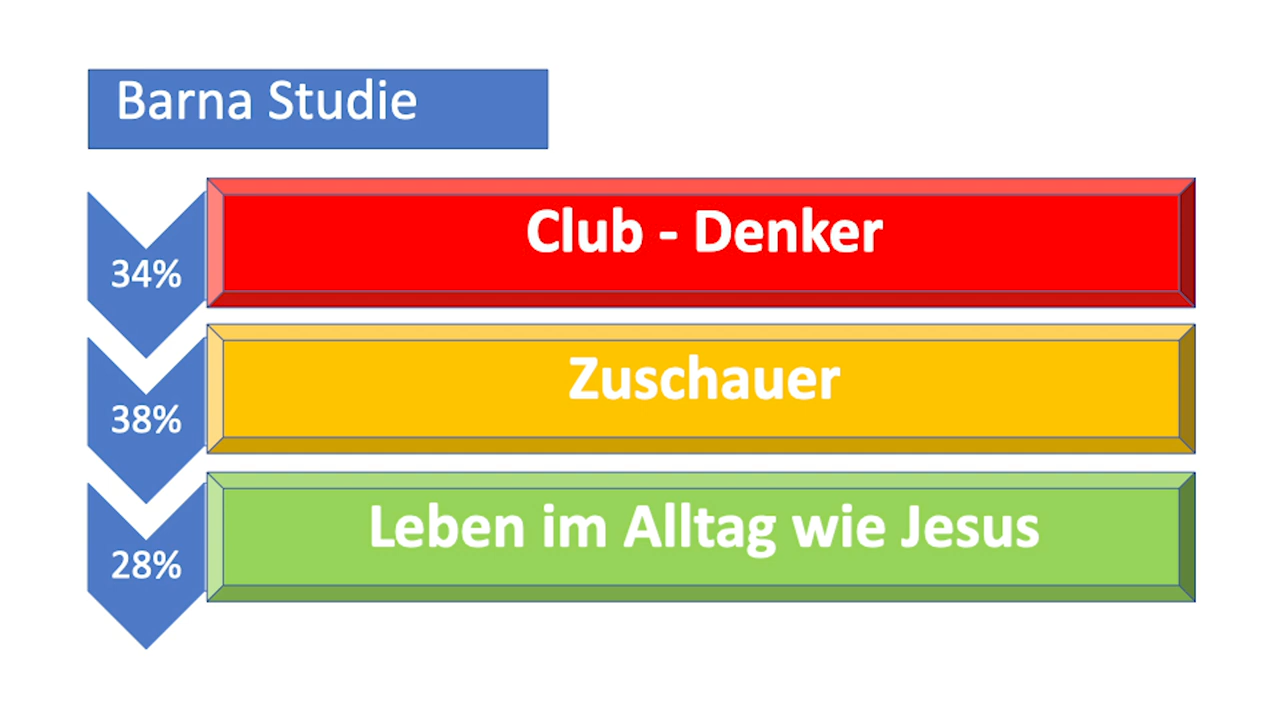 Barna Studie
34%
Club - Denker
38%
Zuschauer
28%
Leben im Alltag wie Jesus